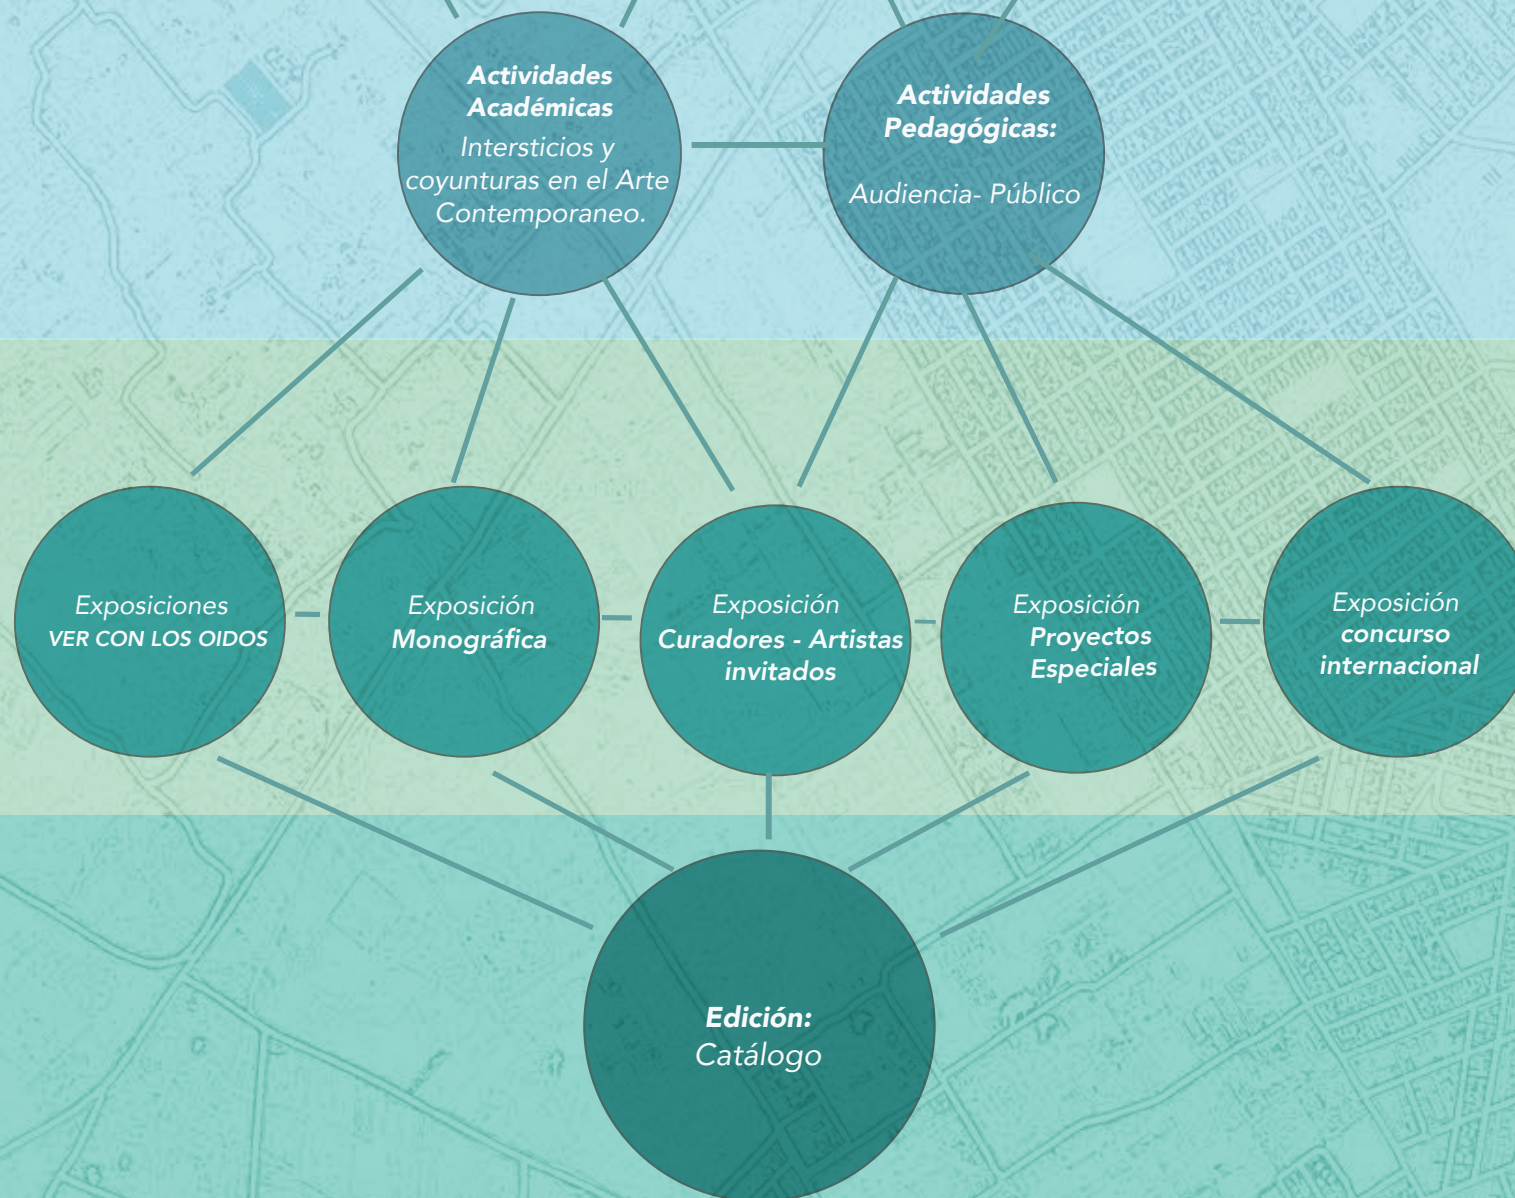 Actividades
Académicas
Intersticios y
coyunturas en el Arte
Contemporaneo.
Actividades
Pedagógicas:
Audiencia- Público
Exposiciones
VER CON LOS OIDOS
Exposición
Monográfica
Exposición
Curadores - Artistas
invitados
Exposición
Proyectos
Especiales
Exposición
concurso
internacional
Edición:
Catálogo